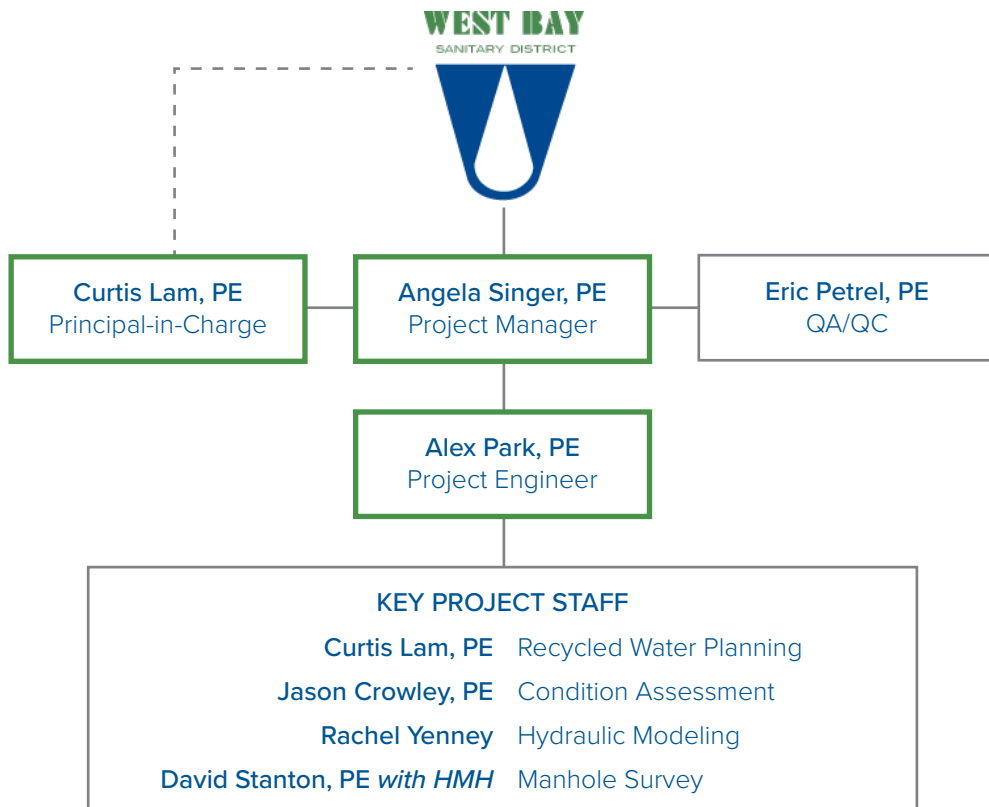 WEST BAY
SANITARY DISTRICT
Curtis Lam, PE
Principal-in-Charge
Angela Singer, PE
Project Manager
Eric Petrel, PE
QA/QC
Alex Park, PE
Project Engineer
KEY PROJECT STAFF
Curtis Lam, PE Recycled Water Planning
Jason Crowley, PE Condition Assessment
Rachel Yenney Hydraulic Modeling
David Stanton, PE with HMH Manhole Survey